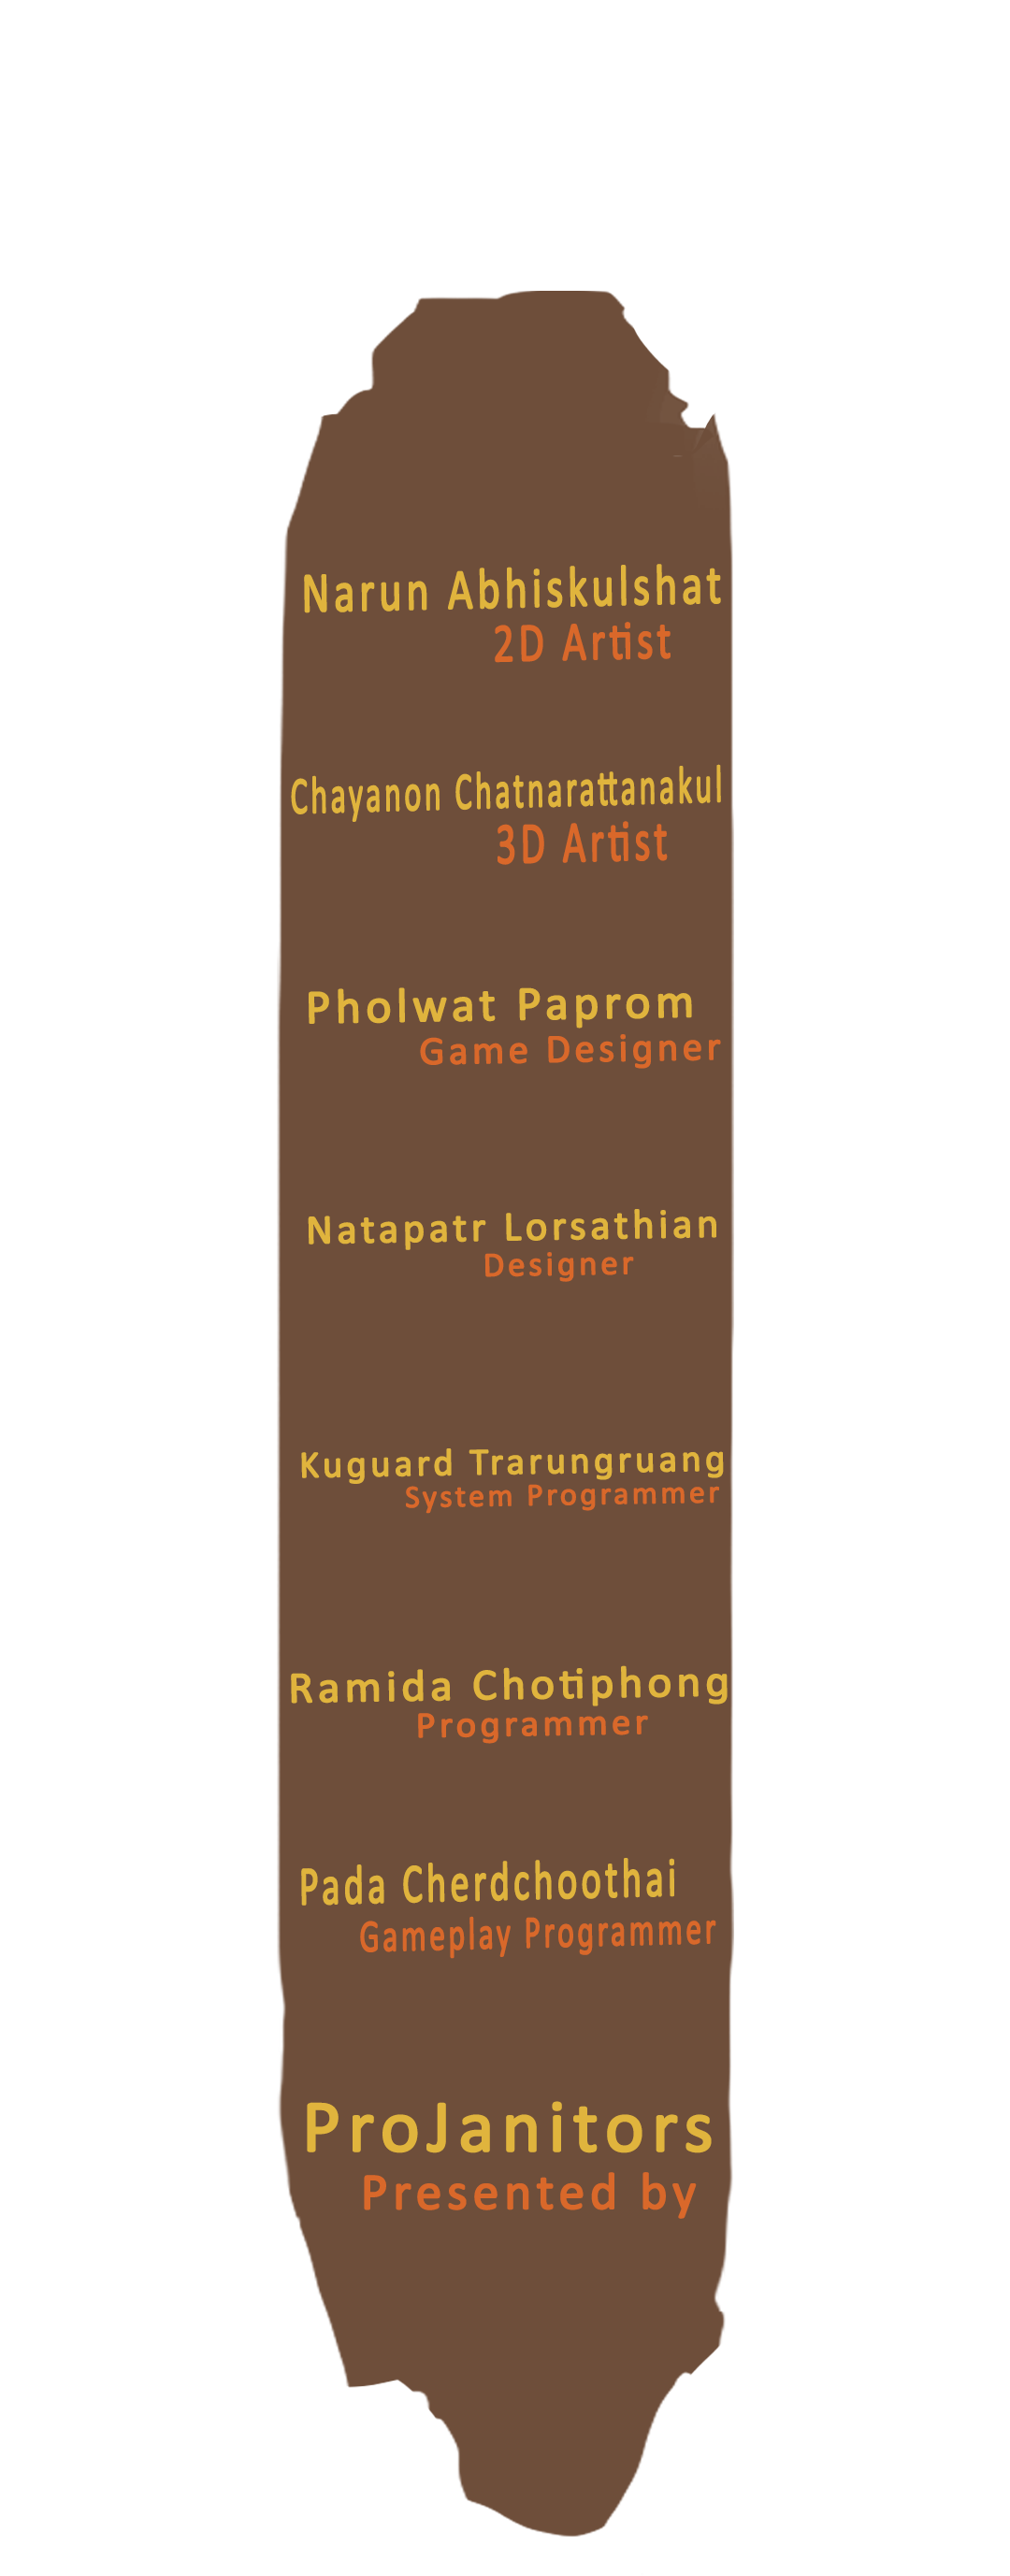 Narun Abhiskulshat
2D Artist
Chayanon Chatnarattanakul
3D Artist
Pholwat Paprom
Game Designer
Natapatr Lorsathian
Designer
Kuguard Trarungruang
System Programmer
Ramida Chotiphong
Programmer
Pada Cherdchoothai
Gameplay Programmer
ProJanitors
Presented by